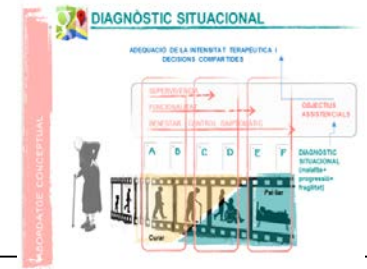 DIAGNÒSTIC SITUACIONAL
ADEQUACIÓ DE LA INTENSITAT TERAPÈUTICA I
DECISIONS COMPARTIDES
SUPERVIVÈNCIA
FUNCIONALITAT
BENESTAR - CONTROL SIMPTOMÀTIC
OBJECTIUS
ASSISTENCIALS
ABORDATGE CONCEPTUAL
A B C D E F
DIAGNÒSTIC
SITUACIONAL
(malaltia+
progressió+
fragilitat)
Curar
Pal·liar